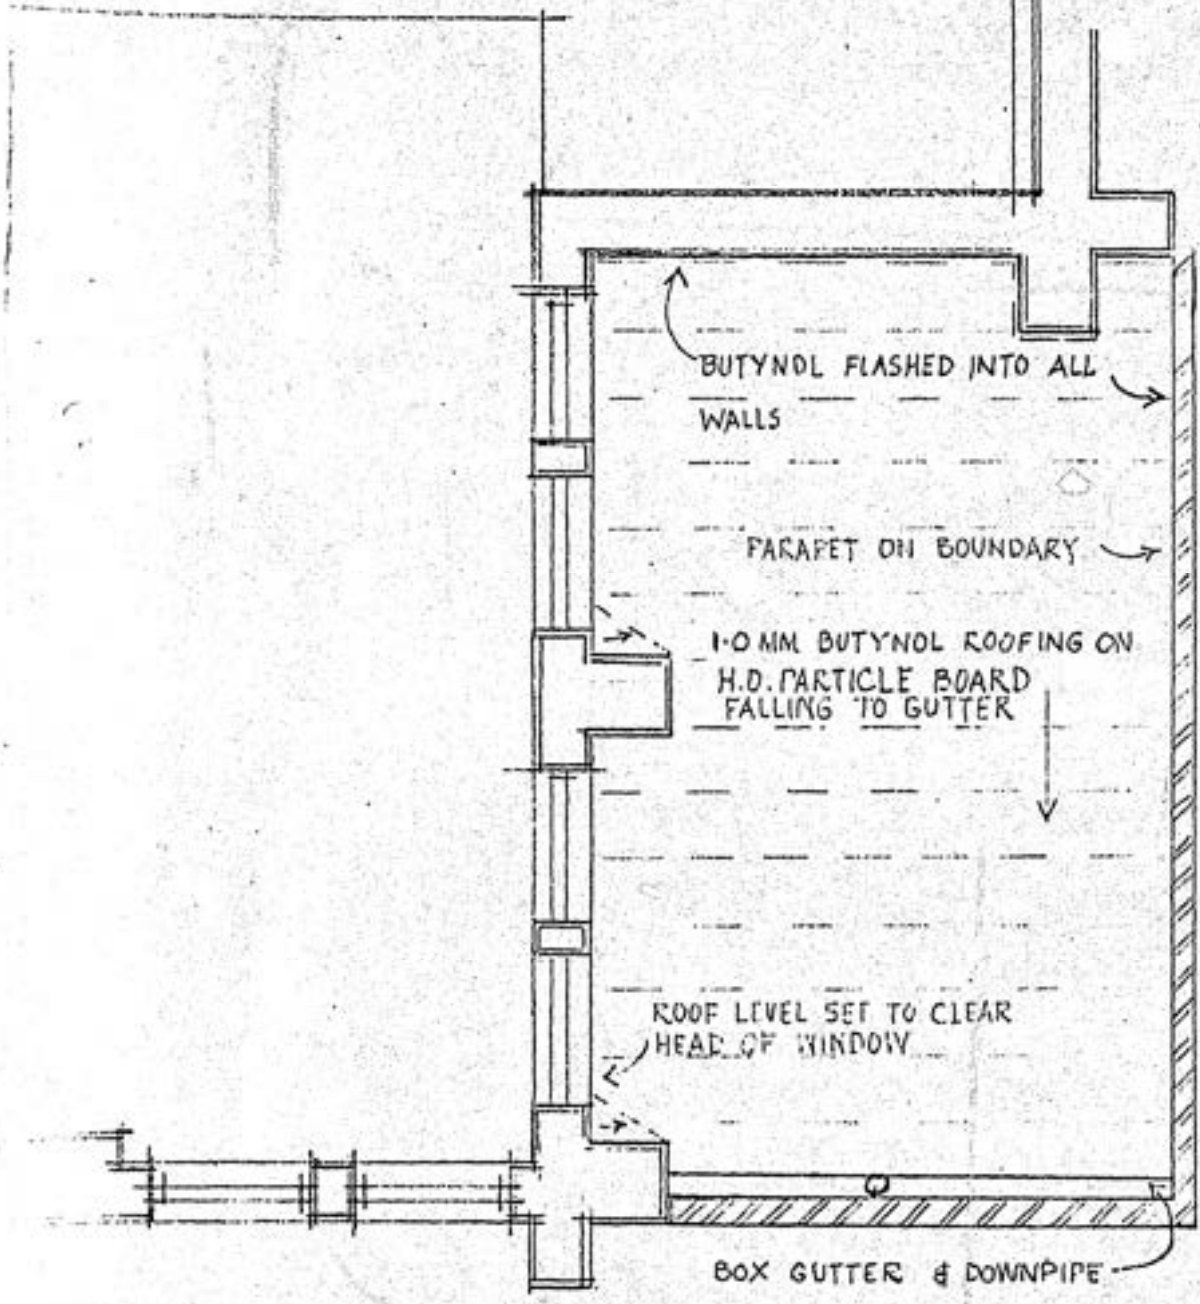 BUTYNOL FLASHED INTO ALL
WALLS
PARAPET ON BOUNDARY
1·0 MM BUTYNOL ROOFING ON
H.D. PARTICLE BOARD
FALLING TO GUTTER
ROOF LEVEL SET TO CLEAR
HEAD OF WINDOW
BOX GUTTER & DOWNPIPE